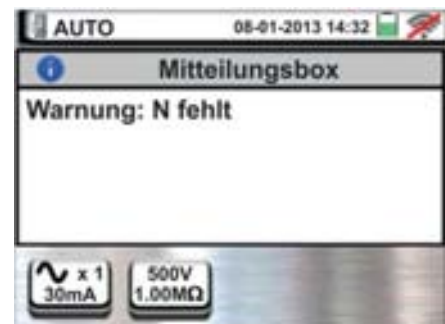 AUTO 08-01-2013 14:32
Mitteilungsbox
Warnung: N fehlt
x 1 500V
30mA 1.00MΩ